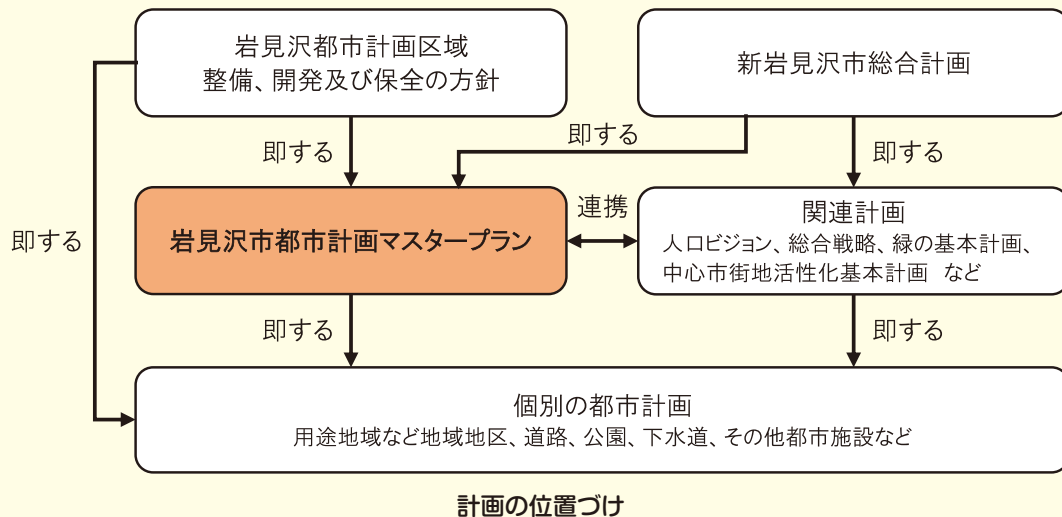 岩見沢都市計画区域
整備、開発及び保全の方針
新岩見沢市総合計画
即する
即する
即する
即する
岩見沢市都市計画マスタープラン
連携
関連計画
人口ビジョン、総合戦略、緑の基本計画、
中心市街地活性化基本計画 など
即する
即する
個別の都市計画
用途地域など地域地区、道路、公園、下水道、その他都市施設など
計画の位置づけ